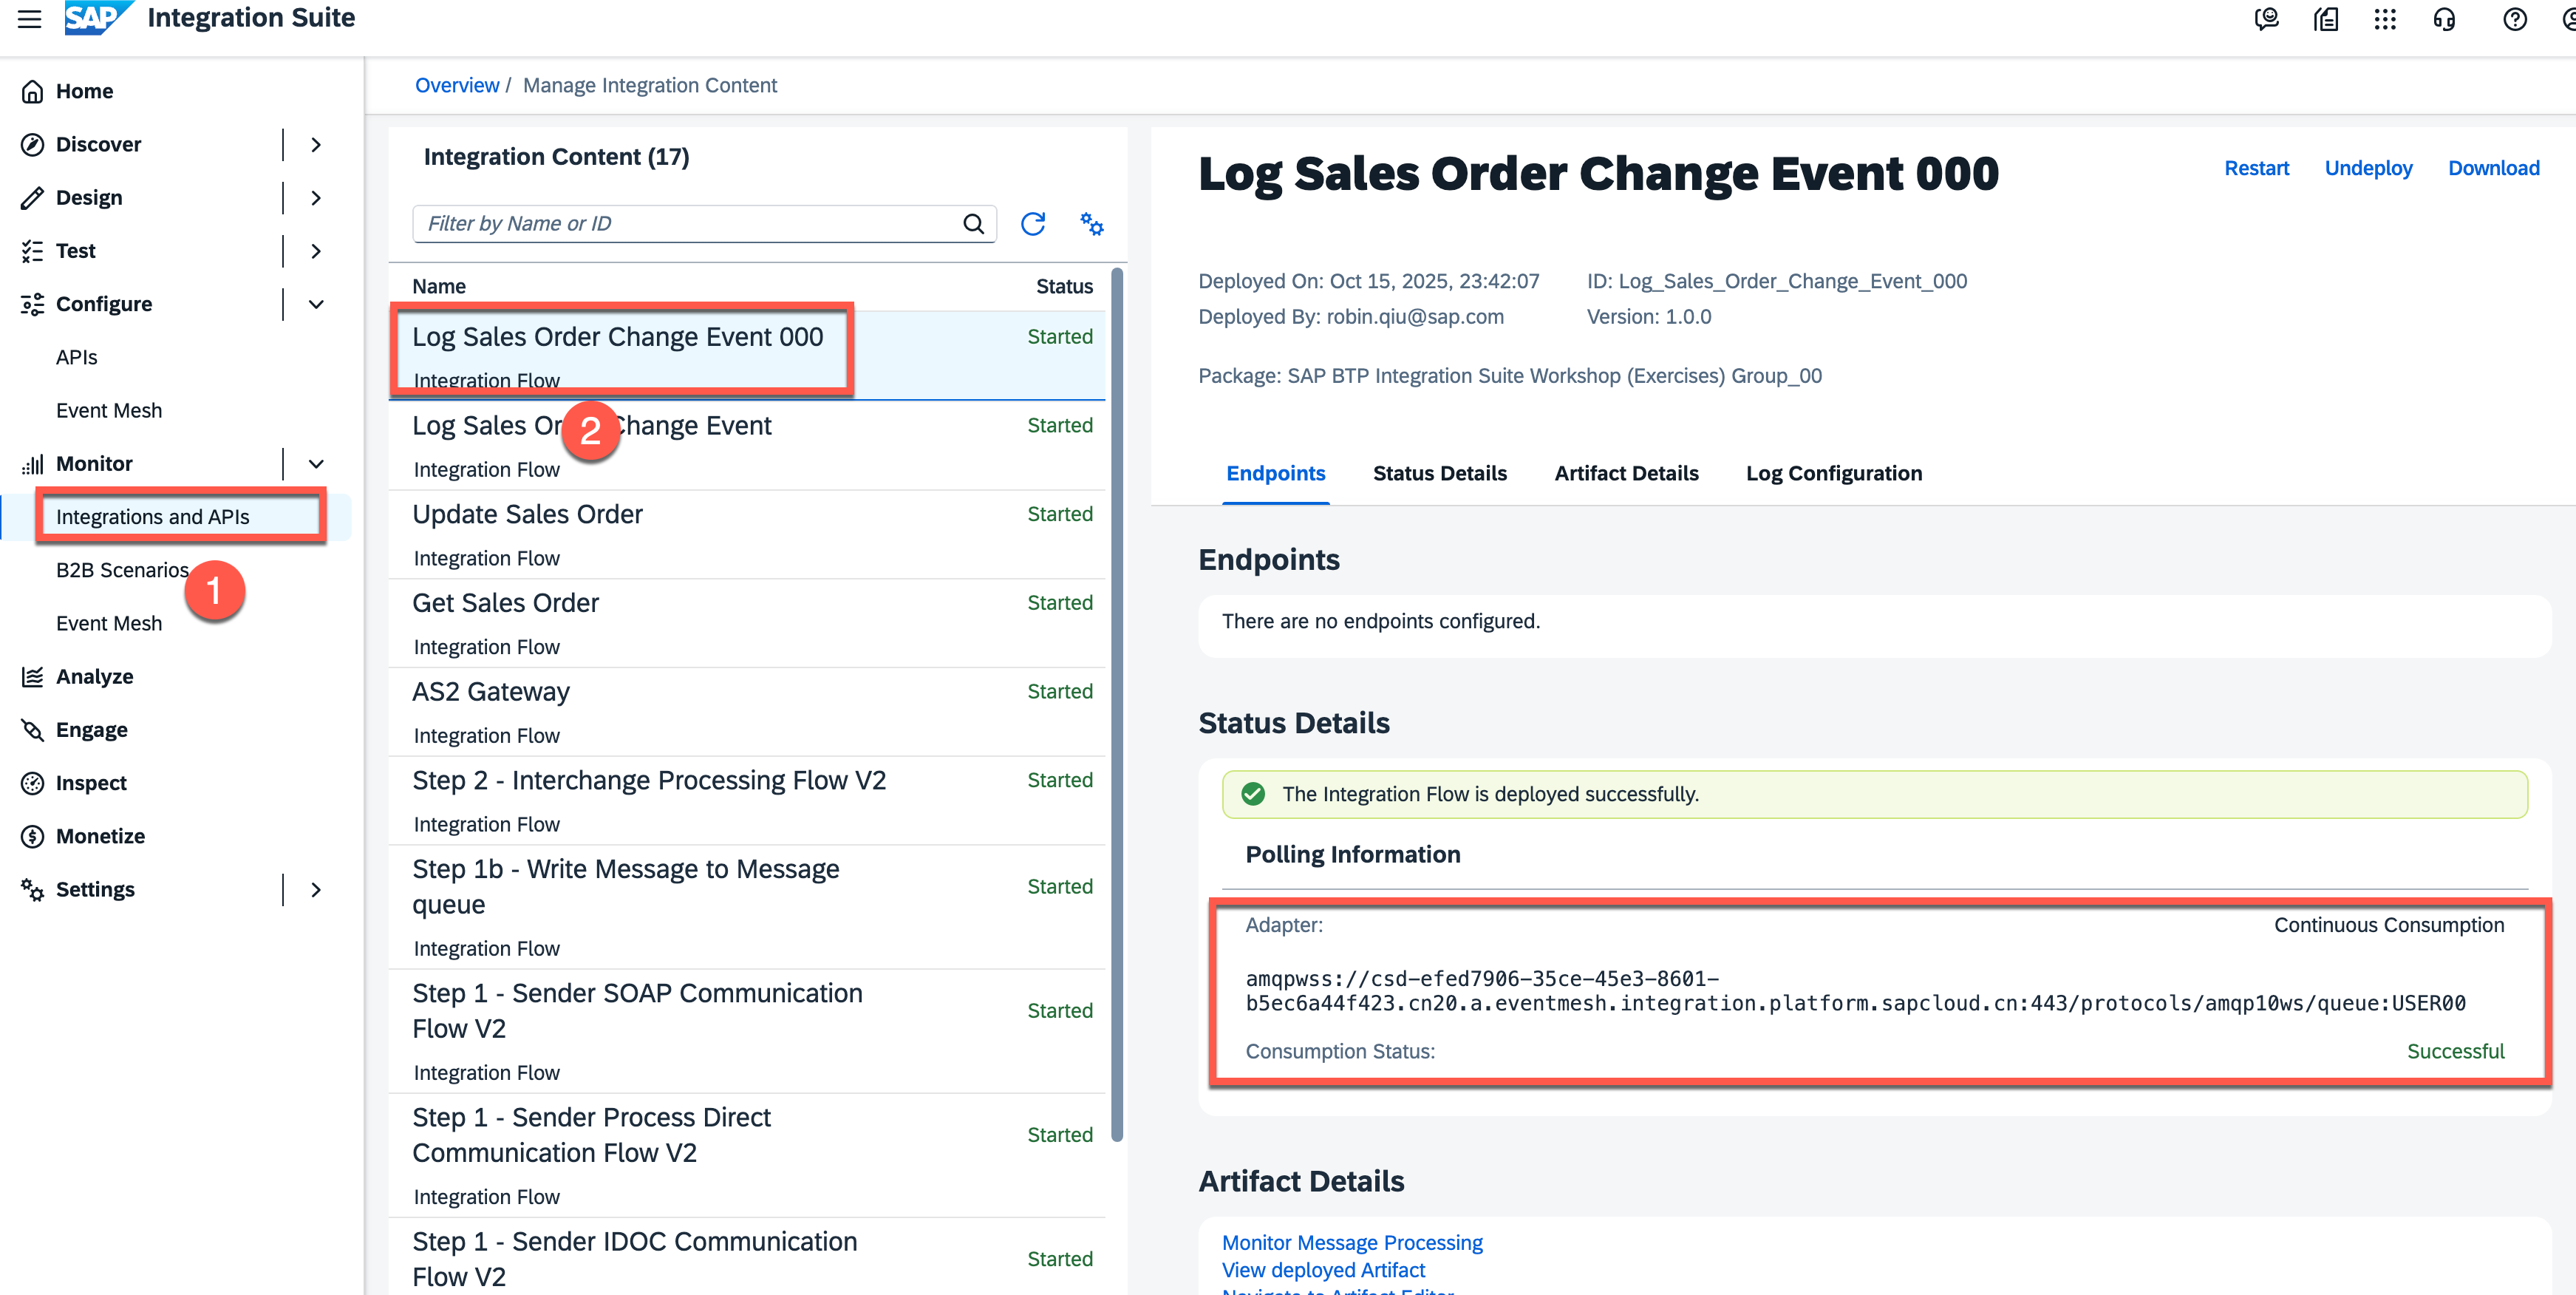 SAP Integration Suite
Home
Discover
Design
Test
Configure
APIs
Event Mesh
Monitor
Integrations and APIs
B2B Scenarios
1
Event Mesh
Analyze
Engage
Inspect
Monetize
Settings
Overview / Manage Integration Content
Integration Content (17)
Filter by Name or ID
Name Status
Log Sales Order Change Event 000 Started
Integration Flow
2
Log Sales Or Change Event Started
Integration Flow
Update Sales Order Started
Integration Flow
Get Sales Order Started
Integration Flow
AS2 Gateway Started
Integration Flow
Step 2 - Interchange Processing Flow V2 Started
Integration Flow
Step 1b - Write Message to Message
queue
Started
Integration Flow
Step 1 - Sender SOAP Communication
Flow V2
Started
Integration Flow
Step 1 - Sender Process Direct
Communication Flow V2
Started
Integration Flow
Step 1 - Sender IDOC Communication
Flow V2
Started
Log Sales Order Change Event 000
Restart Undeploy Download
Deployed On: Oct 15, 2025, 23:42:07 ID: Log_Sales_Order_Change_Event_000
Deployed By: robin.qiu@sap.com Version: 1.0.0
Package: SAP BTP Integration Suite Workshop (Exercises) Group_00
Endpoints Status Details Artifact Details Log Configuration
Endpoints
There are no endpoints configured.
Status Details
The Integration Flow is deployed successfully.
Polling Information
Adapter: Continuous Consumption
amqpwss://csd-efed7906-35ce-45e3-8601-
b5ec6a44f423.cn20.a.eventmesh.integration.platform.sapcloud.cn:443/protocols/amqp10ws/queue:USER00
Consumption Status: Successful
Artifact Details
Monitor Message Processing
View deployed Artifact
Navigate to Artifact Editor